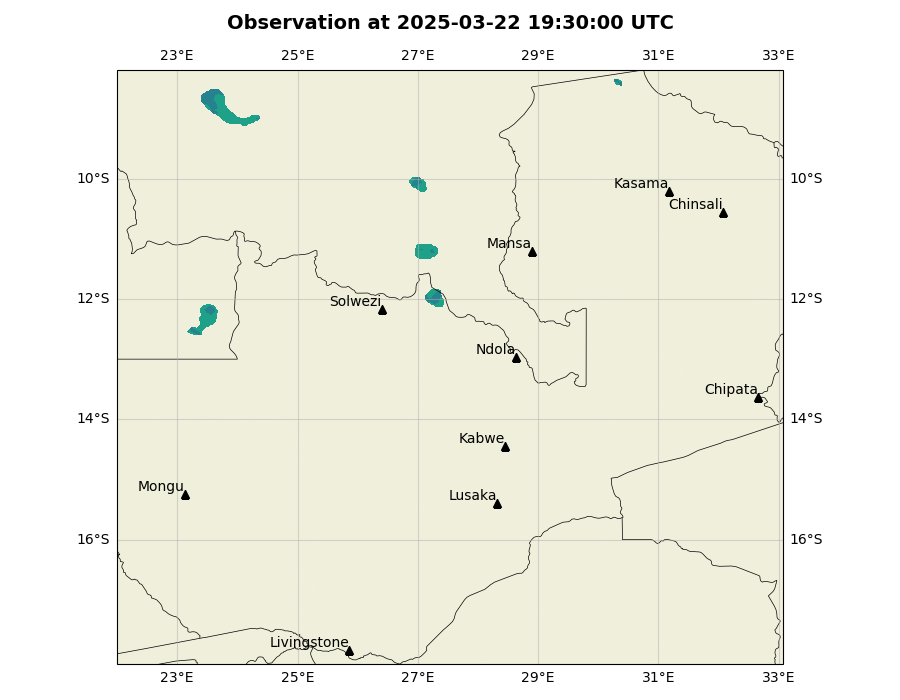 Observation at 2025-03-22 19:30:00 UTC
23°E 25°E 27°E 29°E 31°E 33°E
10°S 10°S
Kasama
Chinsali
Mansa
12°S 12°S
Solwezi
Ndola
Chipata
14°S 14°S
Kabwe
Mongu
Lusaka
16°S 16°S
Livingstone
23°E 25°E 27°E 29°E 31°E 33°E